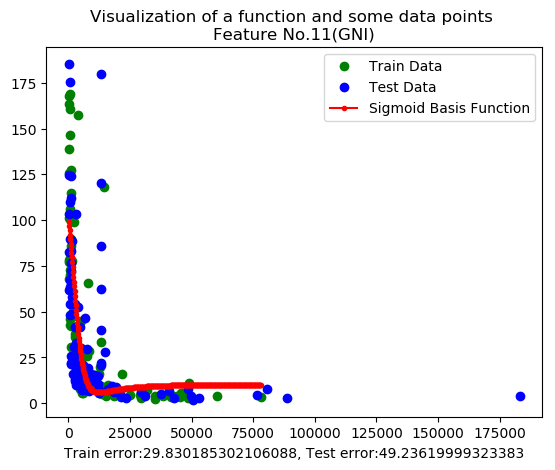 Visualization of a function and some data points
Feature No.11(GNI)
Train Data
Test Data
Sigmoid Basis Function
175
150
125
100
75
50
25
0
0 25000 50000 75000 100000 125000 150000 175000
Train error:29.830185302106088, Test error:49.23619999323383